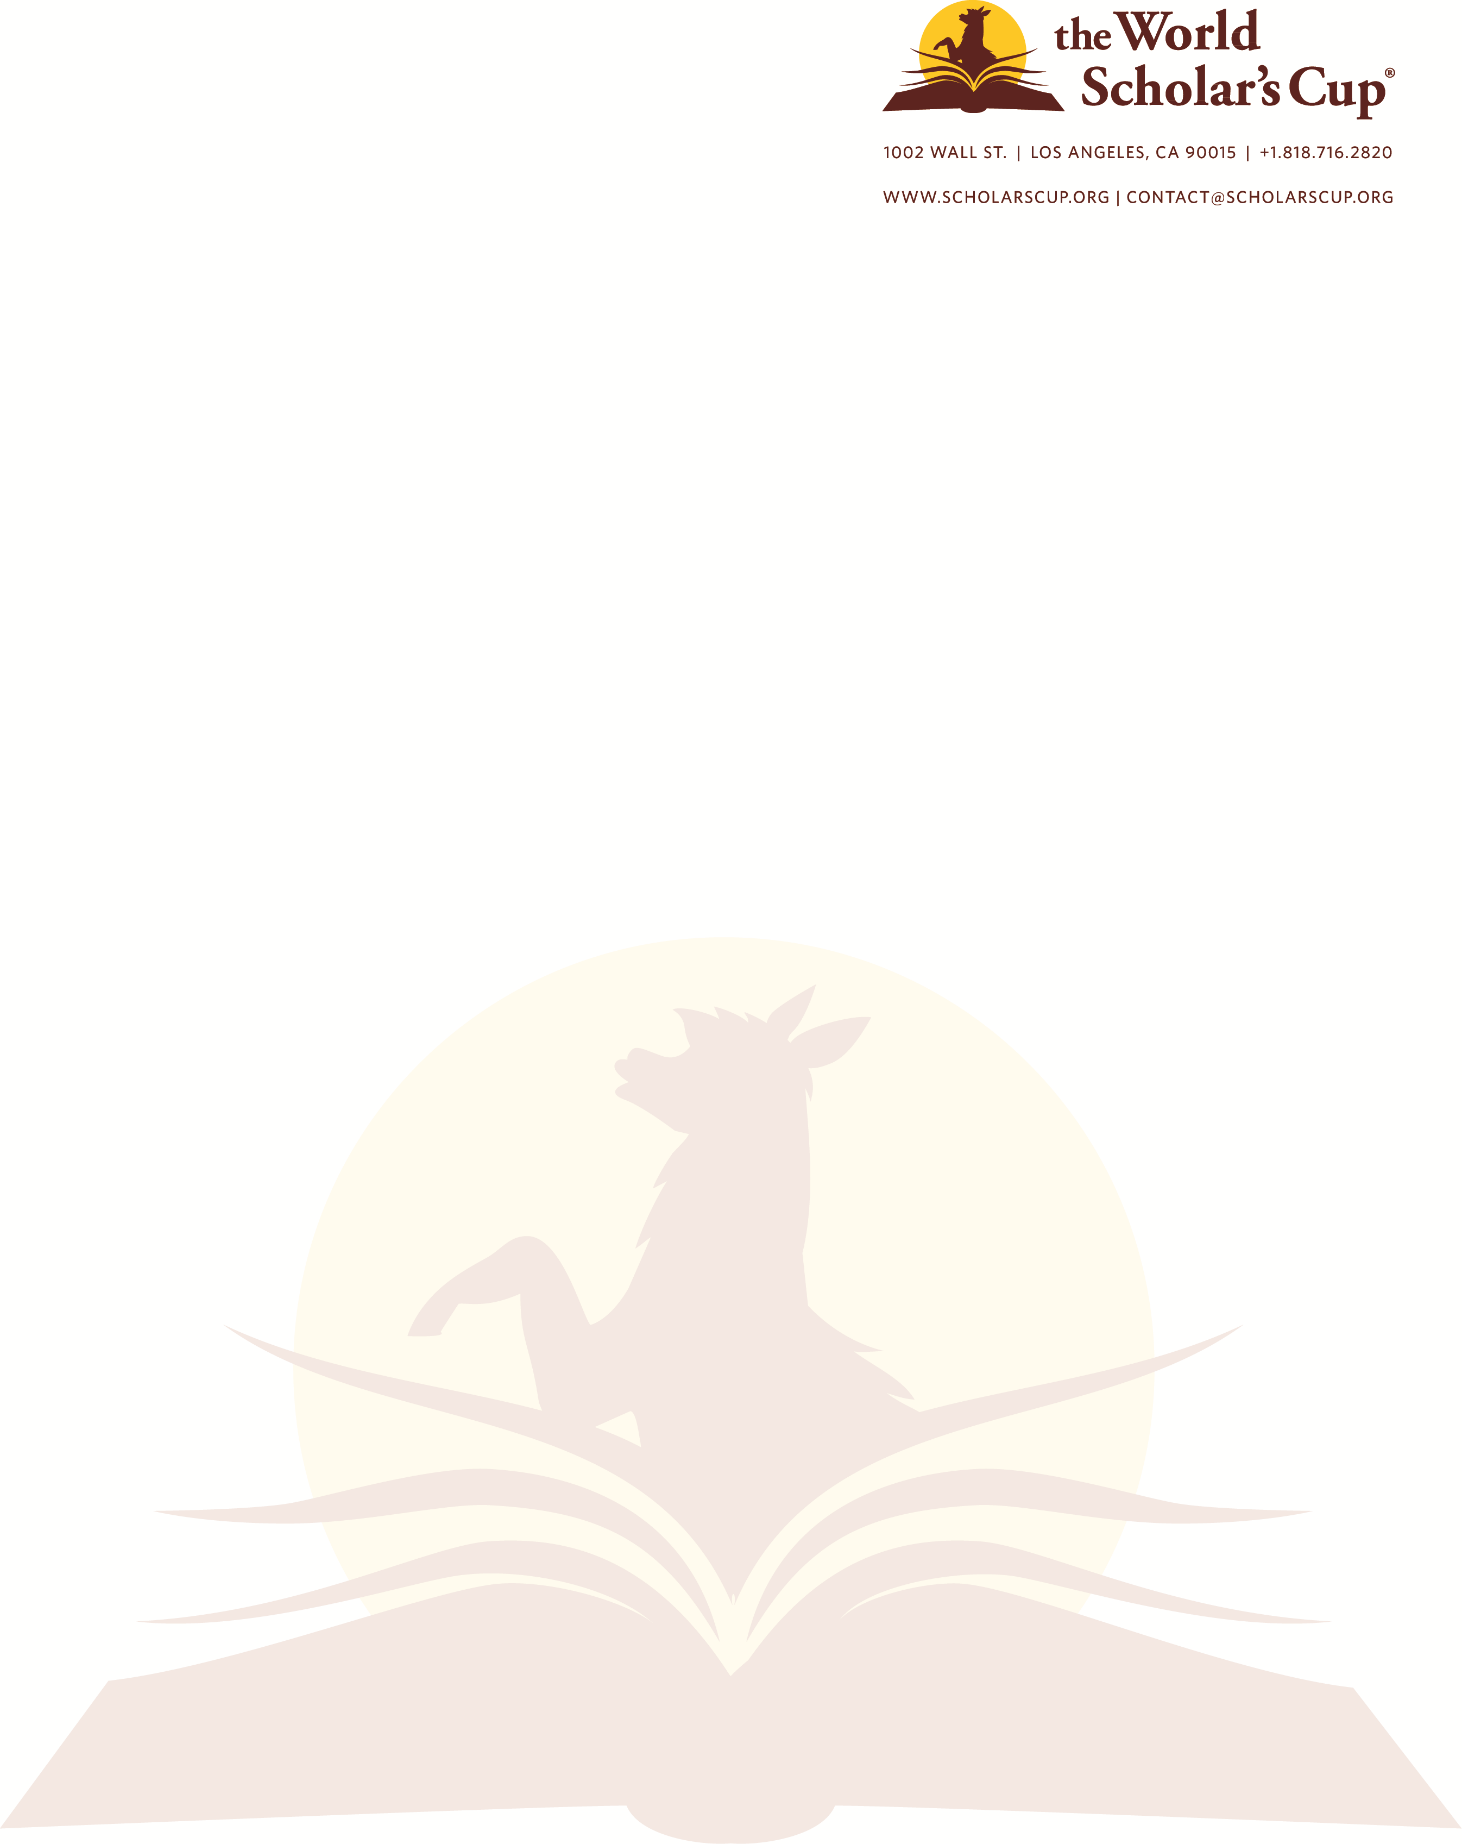 the World
Scholar's Cup®
1002 WALL ST. | LOS ANGELES, CA 90015 | +1.818.716.2820
WWW.SCHOLARSCUP.ORG | CONTACT@SCHOLARSCUP.ORG